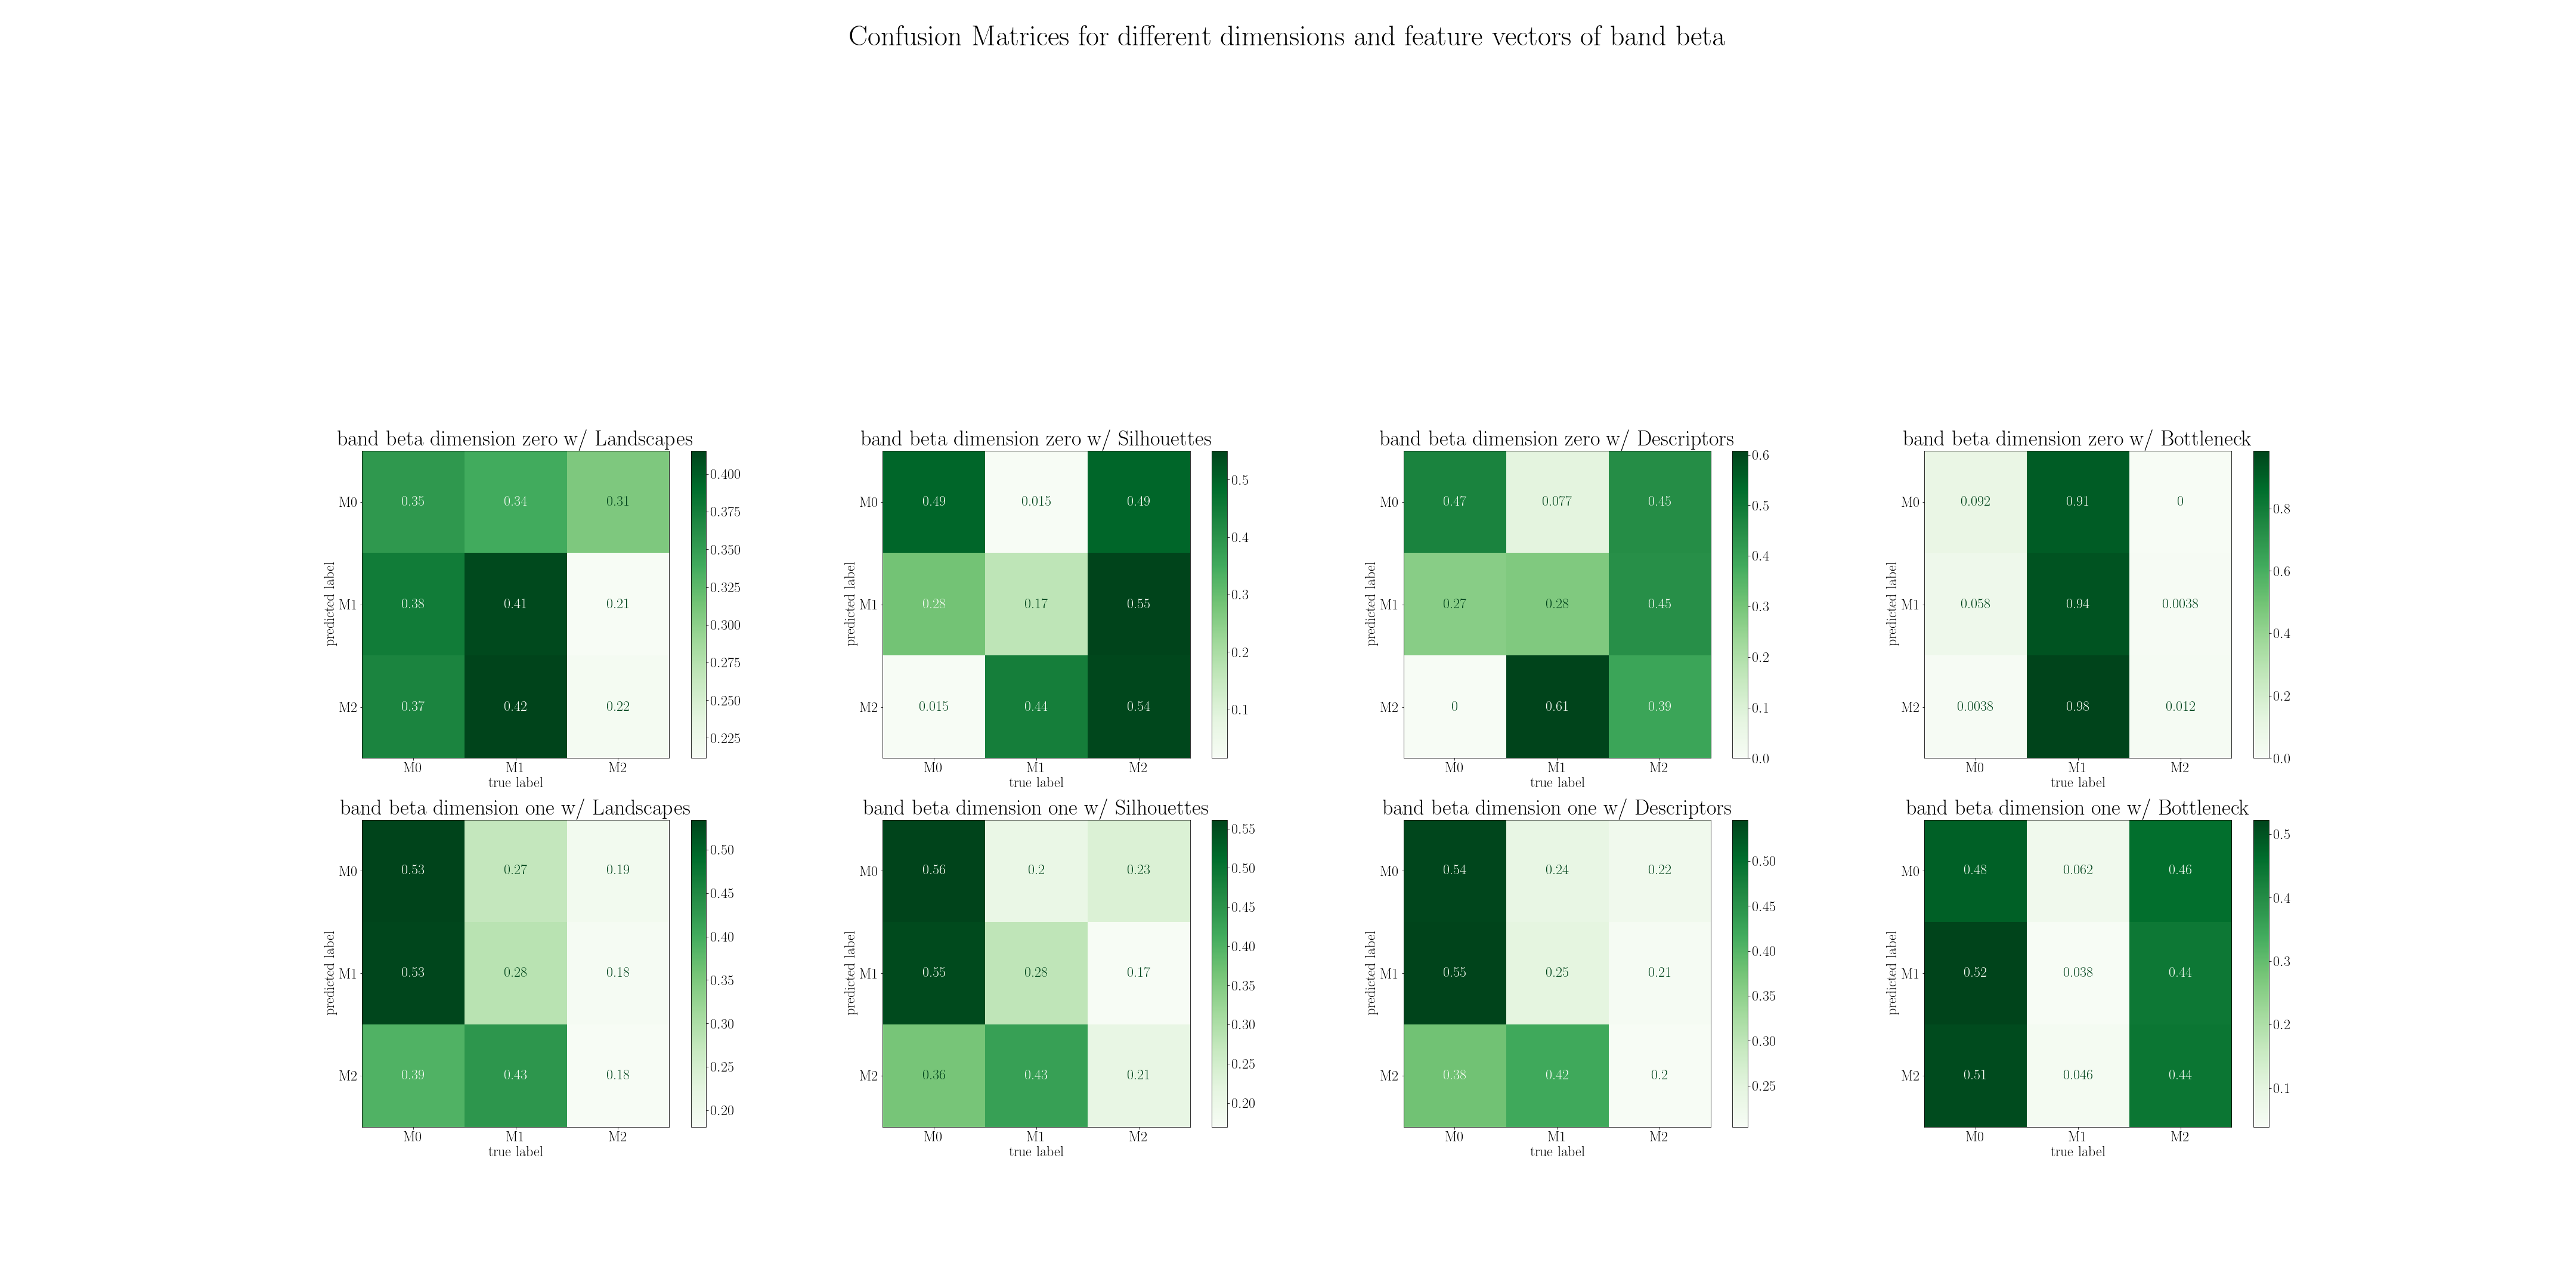 Confusion Matrices for different dimensions and feature vectors of band beta
band beta dimension zero w/ Landscapes
predicted label
M0 0.35 0.34 0.31
M1 0.38 0.41 0.21
M2 0.37 0.42 0.22
M0 M1 M2
true label
0.400
0.375
0.350
0.325
0.300
0.275
0.250
0.225
band beta dimension zero w/ Silhouettes
predicted label
M0 0.49 0.015 0.49
M1 0.28 0.17 0.55
M2 0.015 0.44 0.54
M0 M1 M2
true label
0.5
0.4
0.3
0.2
0.1
band beta dimension zero w/ Descriptors
predicted label
M0 0.47 0.077 0.45
M1 0.27 0.28 0.45
M2 0 0.61 0.39
M0 M1 M2
true label
0.6
0.5
0.4
0.3
0.2
0.1
0.0
band beta dimension zero w/ Bottleneck
predicted label
M0 0.092 0.91 0
M1 0.058 0.94 0.0038
M2 0.0038 0.98 0.012
M0 M1 M2
true label
0.8
0.6
0.4
0.2
0.0
band beta dimension one w/ Landscapes
predicted label
M0 0.53 0.27 0.19
M1 0.53 0.28 0.18
M2 0.39 0.43 0.18
M0 M1 M2
true label
0.50
0.45
0.40
0.35
0.30
0.25
0.20
band beta dimension one w/ Silhouettes
predicted label
M0 0.56 0.2 0.23
M1 0.55 0.28 0.17
M2 0.36 0.43 0.21
M0 M1 M2
true label
0.55
0.50
0.45
0.40
0.35
0.30
0.25
0.20
band beta dimension one w/ Descriptors
predicted label
M0 0.54 0.24 0.22
M1 0.55 0.25 0.21
M2 0.38 0.42 0.2
M0 M1 M2
true label
0.50
0.45
0.40
0.35
0.30
0.25
band beta dimension one w/ Bottleneck
predicted label
M0 0.48 0.062 0.46
M1 0.52 0.038 0.44
M2 0.51 0.046 0.44
M0 M1 M2
true label
0.5
0.4
0.3
0.2
0.1